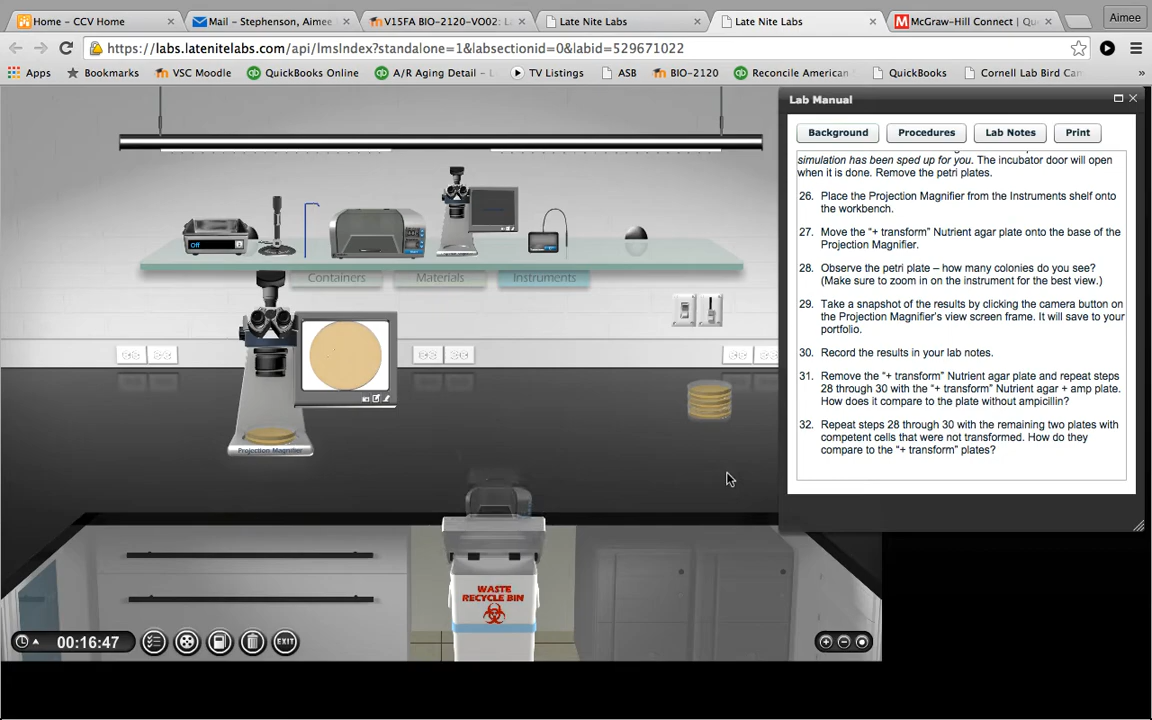 Home – CCV Home
Mail – Stephenson, Aimee
V15FA BIO-2120-VO02: L
Late Nite Labs
Late Nite Labs
McGraw-Hill Connect | Qu
Aimee
https://labs.latenitelabs.com/api/lmsIndex?standalone=1&labsectionid=0&labid=529671022
Apps
Bookmarks
VSC Moodle
QuickBooks Online
A/R Aging Detail – L
TV Listings
ASB
BIO-2120
Reconcile American
QuickBooks
Cornell Lab Bird Can
»
Lab Manual
Background
Procedures
Lab Notes
Print
simulation has been sped up for you. The incubator door will open
when it is done. Remove the petri plates.
26. Place the Projection Magnifier from the Instruments shelf onto
the workbench.
27. Move the "+ transform" Nutrient agar plate onto the base of the
Projection Magnifier.
28. Observe the petri plate – how many colonies do you see?
(Make sure to zoom in on the instrument for the best view.)
29. Take a snapshot of the results by clicking the camera button on
the Projection Magnifier's view screen frame. It will save to your
portfolio.
30. Record the results in your lab notes.
31. Remove the "+ transform" Nutrient agar plate and repeat steps
28 through 30 with the "+ transform" Nutrient agar + amp plate.
How does it compare to the plate without ampicillin?
32. Repeat steps 28 through 30 with the remaining two plates with
competent cells that were not transformed. How do they
compare to the "+ transform" plates?
Off
Containers
Materials
Instruments
Projection Magnifier
WASTE
RECYCLE BIN
00:16:47
EXIT